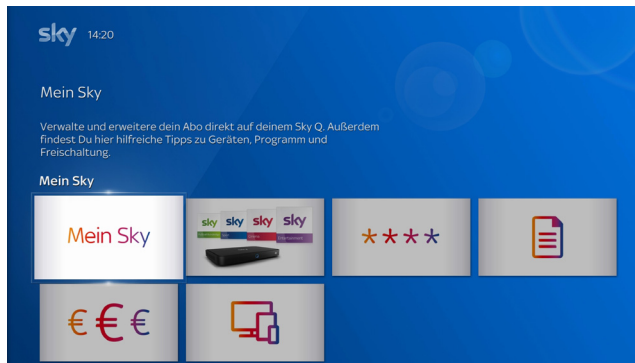 sky 14:20
Mein Sky
Verwalte und erweitere dein Abo direkt auf deinem Sky Q. Außerdem
findest Du hier hilfreiche Tipps zu Geräten, Programm und
Freischaltung.
Mein Sky
Mein Sky
sky sky sky sky
****
€ € €